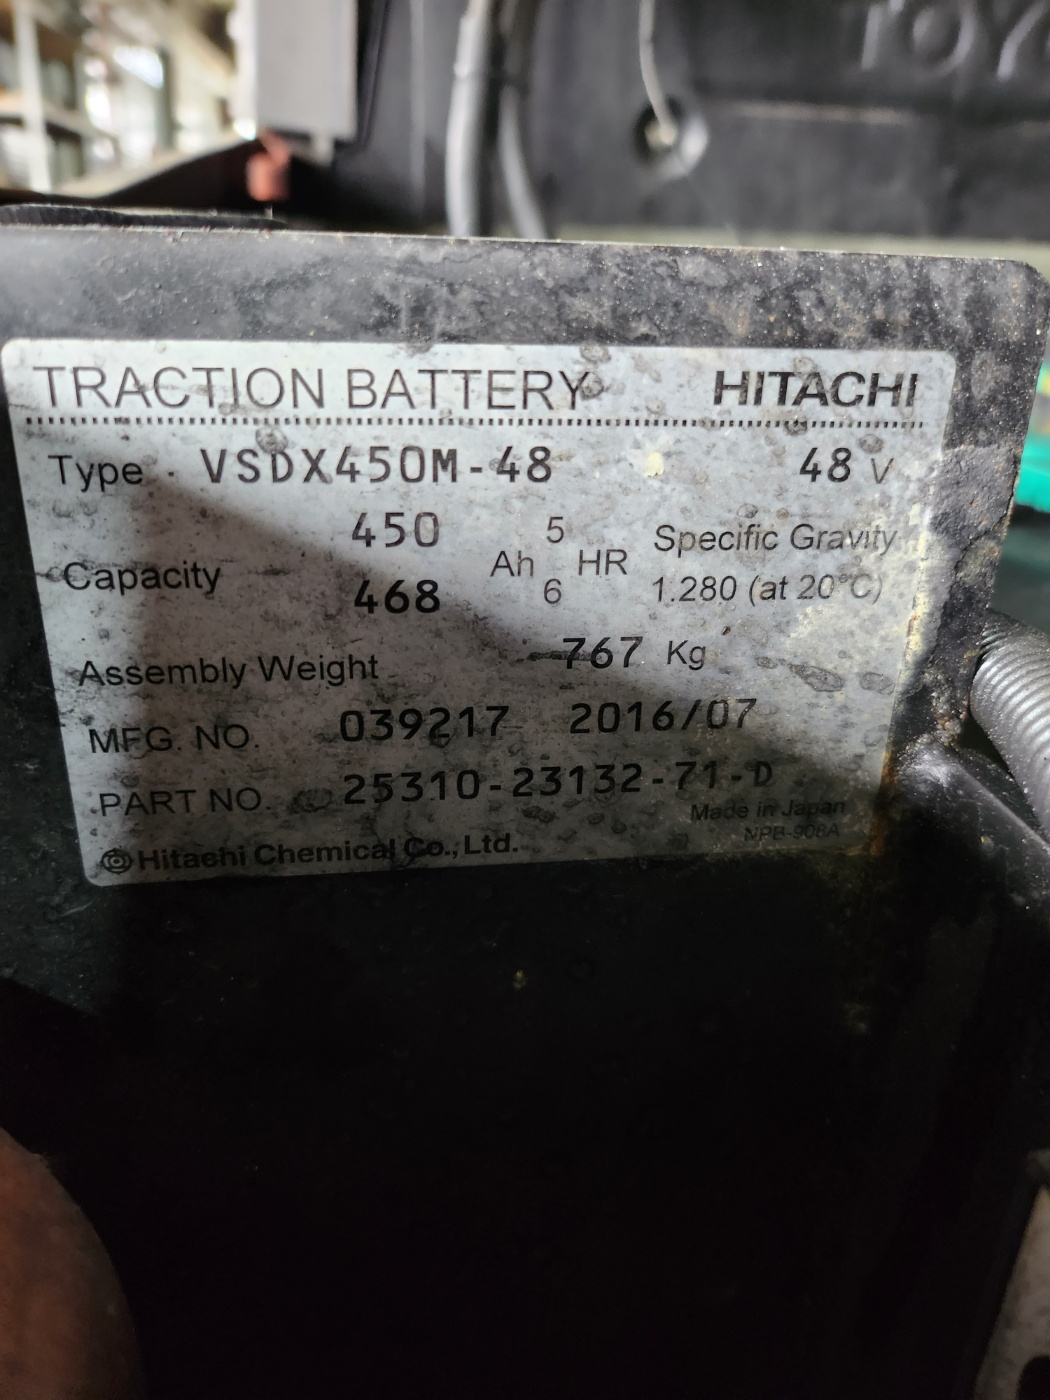 TOYO
TRACTION BATTERY HITACHI
Type VSDX450M-48 48 V
450 5 Specific Gravity
Capacity Ah HR
468 6 1.280 (at 20°C)
Assembly Weight 767 Kg
MFG. NO. 039217 2016/07
PART NO. 25310-23132-71-D
Made in Japan
NPB-908A
Hitachi Chemical Co., Ltd.